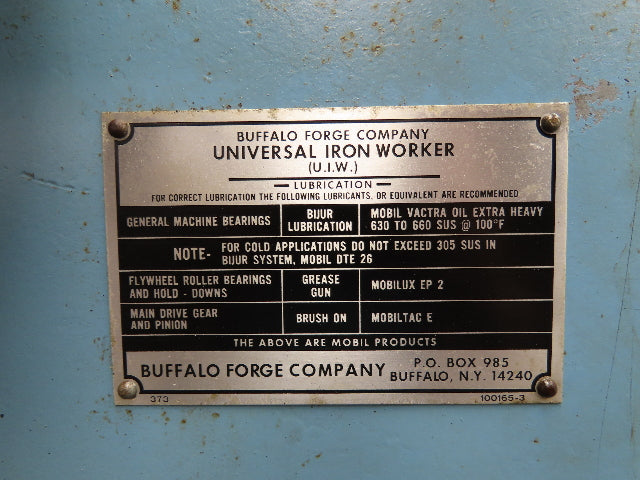 BUFFALO FORGE COMPANY
UNIVERSAL IRON WORKER
(U.I.W.)
LUBRICATION
FOR CORRECT LUBRICATION THE FOLLOWING LUBRICANTS, OR EQUIVALENT ARE RECOMMENDED
GENERAL MACHINE BEARINGS
BIJUR
LUBRICATION
MOBIL VACTRA OIL EXTRA HEAVY
630 TO 660 SUS @ 100°F
NOTE- FOR COLD APPLICATIONS DO NOT EXCEED 305 SUS IN
BIJUR SYSTEM, MOBIL DTE 26
FLYWHEEL ROLLER BEARINGS
AND HOLD - DOWNS
GREASE
GUN
MOBILUX EP 2
MAIN DRIVE GEAR
AND PINION
BRUSH ON
MOBILTAC E
THE ABOVE ARE MOBIL PRODUCTS
BUFFALO FORGE COMPANY
P.O. BOX 985
BUFFALO, N.Y. 14240
373
100165-3